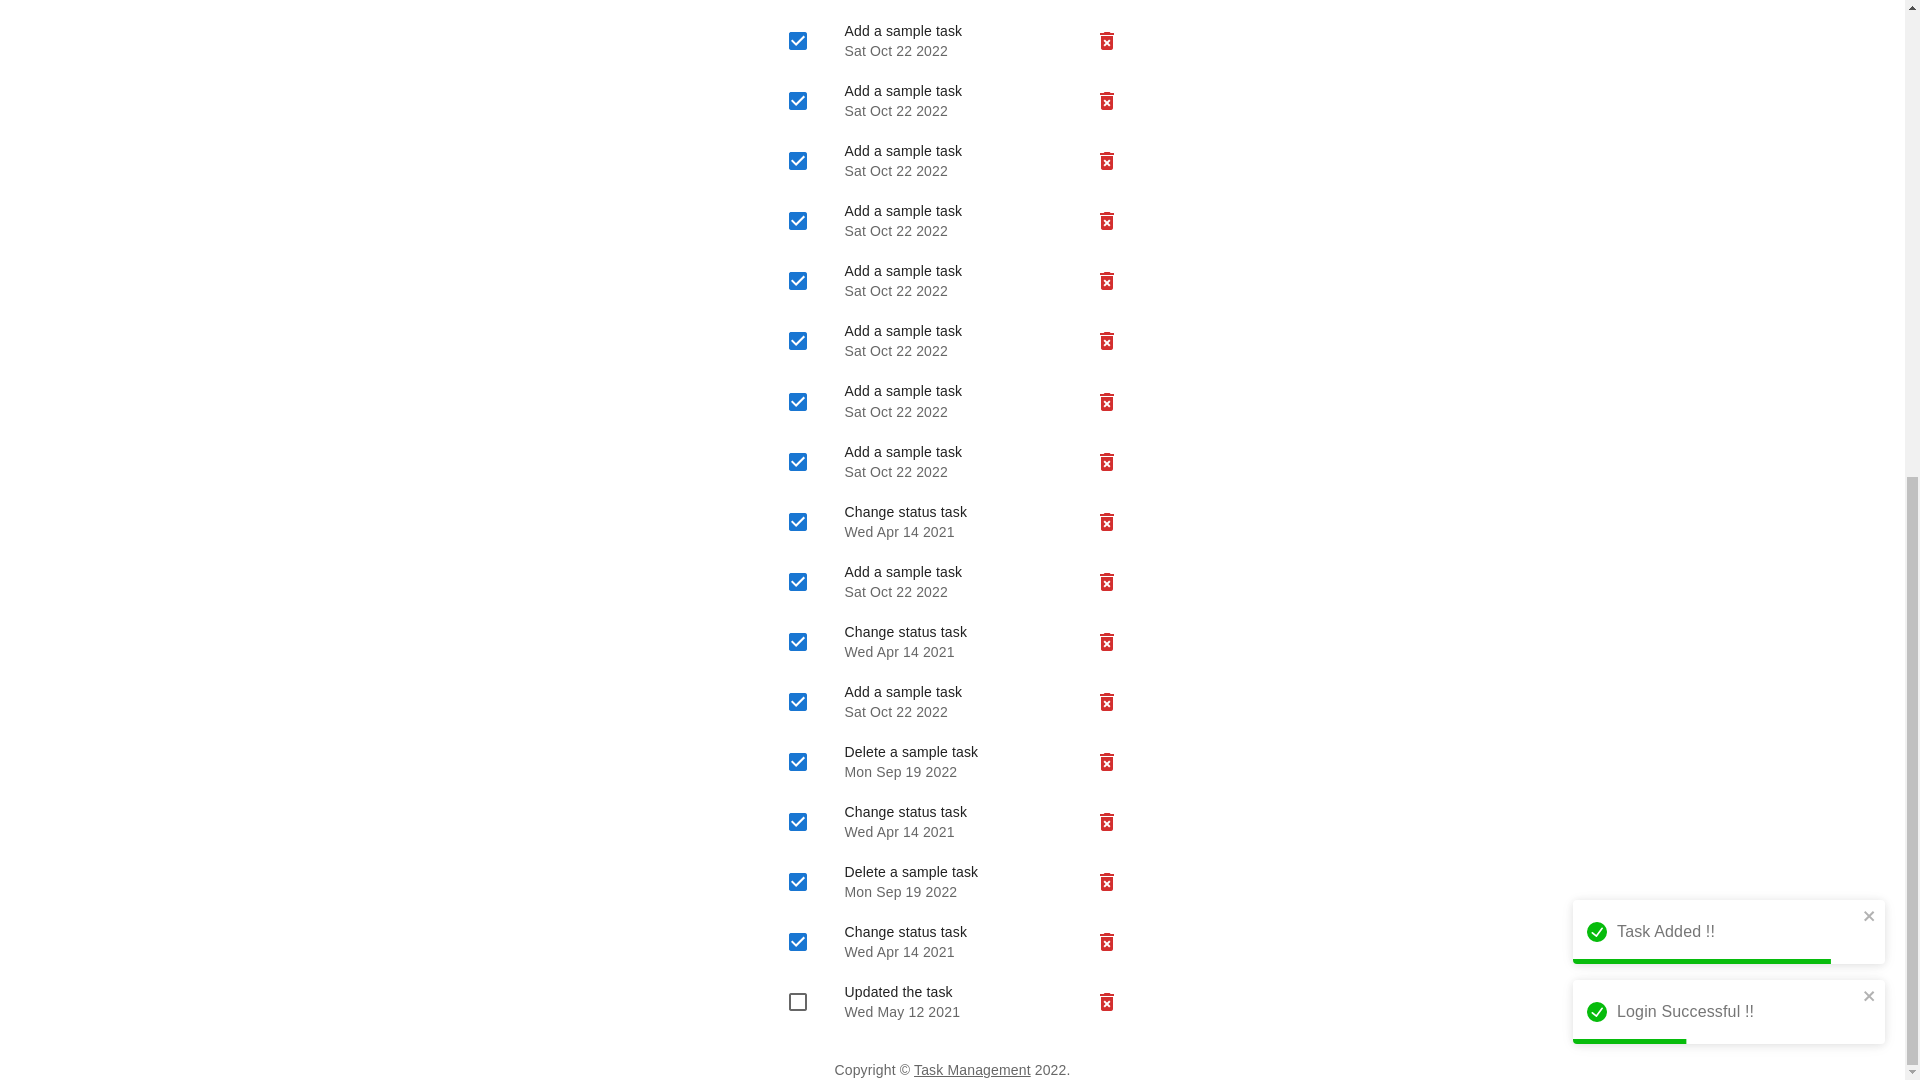 Add a sample task
Sat Oct 22 2022
Add a sample task
Sat Oct 22 2022
Add a sample task
Sat Oct 22 2022
Add a sample task
Sat Oct 22 2022
Add a sample task
Sat Oct 22 2022
Add a sample task
Sat Oct 22 2022
Add a sample task
Sat Oct 22 2022
Add a sample task
Sat Oct 22 2022
Change status task
Wed Apr 14 2021
Add a sample task
Sat Oct 22 2022
Change status task
Wed Apr 14 2021
Add a sample task
Sat Oct 22 2022
Delete a sample task
Mon Sep 19 2022
Change status task
Wed Apr 14 2021
Delete a sample task
Mon Sep 19 2022
Change status task
Wed Apr 14 2021
Updated the task
Wed May 12 2021
Task Added !!
Login Successful !!
Copyright © Task Management 2022.